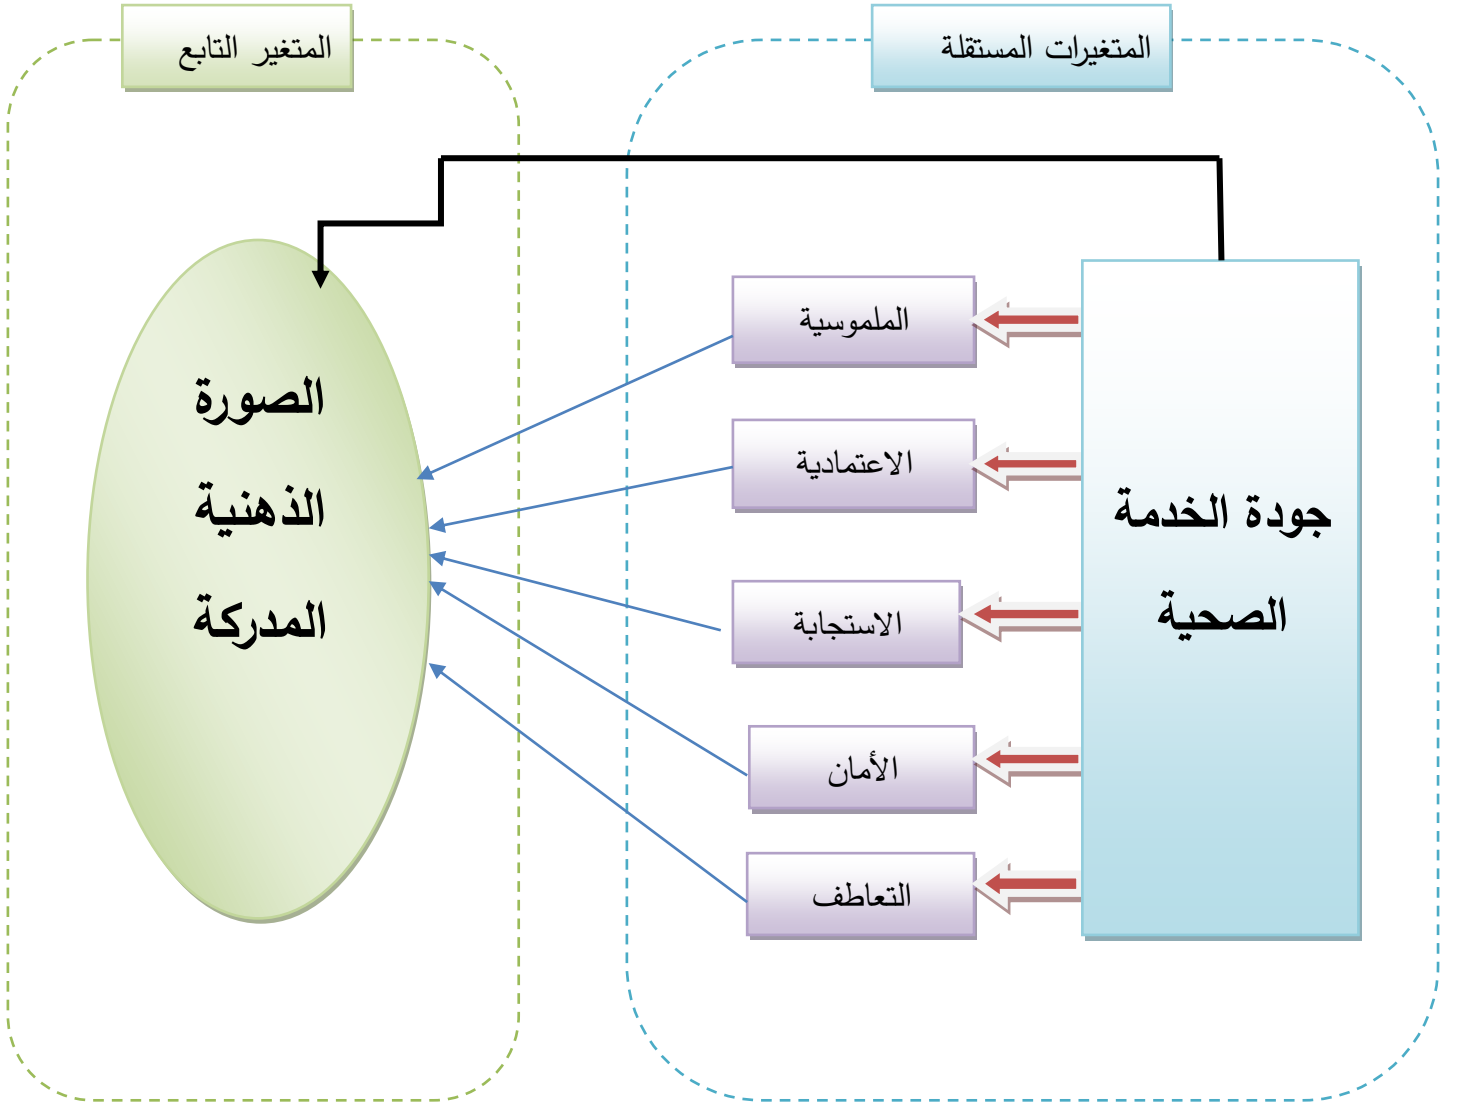 المتغيرات المستقلة
المتغير التابع
جودة الخدمة
الصحية
الملموسية
الاعتمادية
الاستجابة
الأمان
التعاطف
الصورة
الذهنية
المدركة